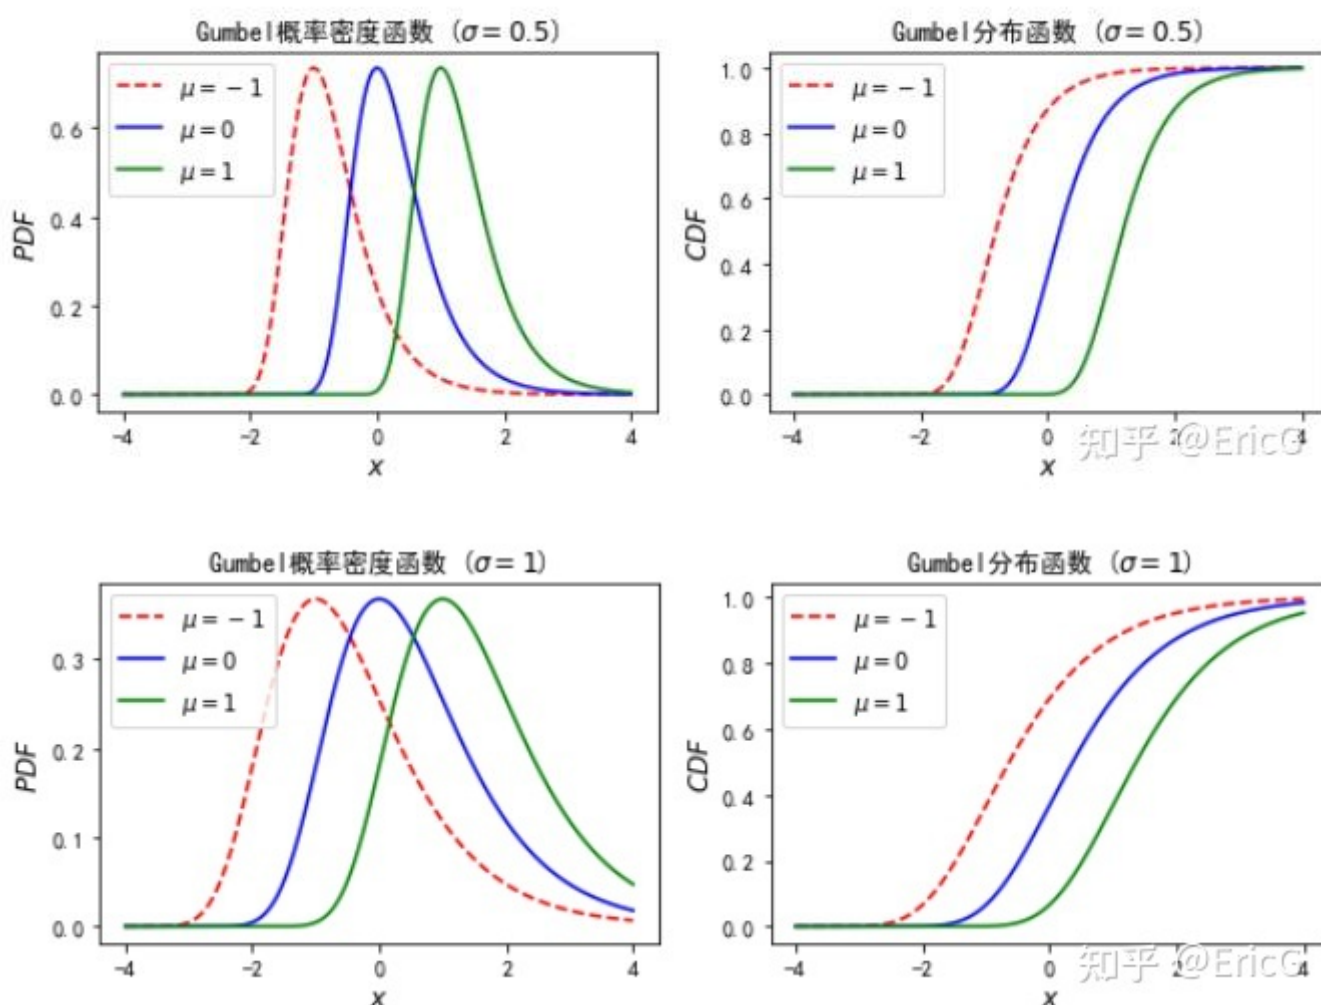 Gumbel概率密度函数 (σ= 0.5)
μ= −1
μ= 0
μ= 1
PDF
0.6
0.4
0.2
0.0
−4 −2 0 2 4
x
Gumbel分布函数 (σ= 0.5)
μ= −1
μ= 0
μ= 1
CDF
1.0
0.8
0.6
0.4
0.2
0.0
−4 −2 0 2 4
x
知乎 @EricG
Gumbel概率密度函数 (σ= 1)
μ= −1
μ= 0
μ= 1
PDF
0.3
0.2
0.1
0.0
−4 −2 0 2 4
x
Gumbel分布函数 (σ= 1)
μ= −1
μ= 0
μ= 1
CDF
1.0
0.8
0.6
0.4
0.2
0.0
−4 −2 0 2 4
x
知乎 @EricG